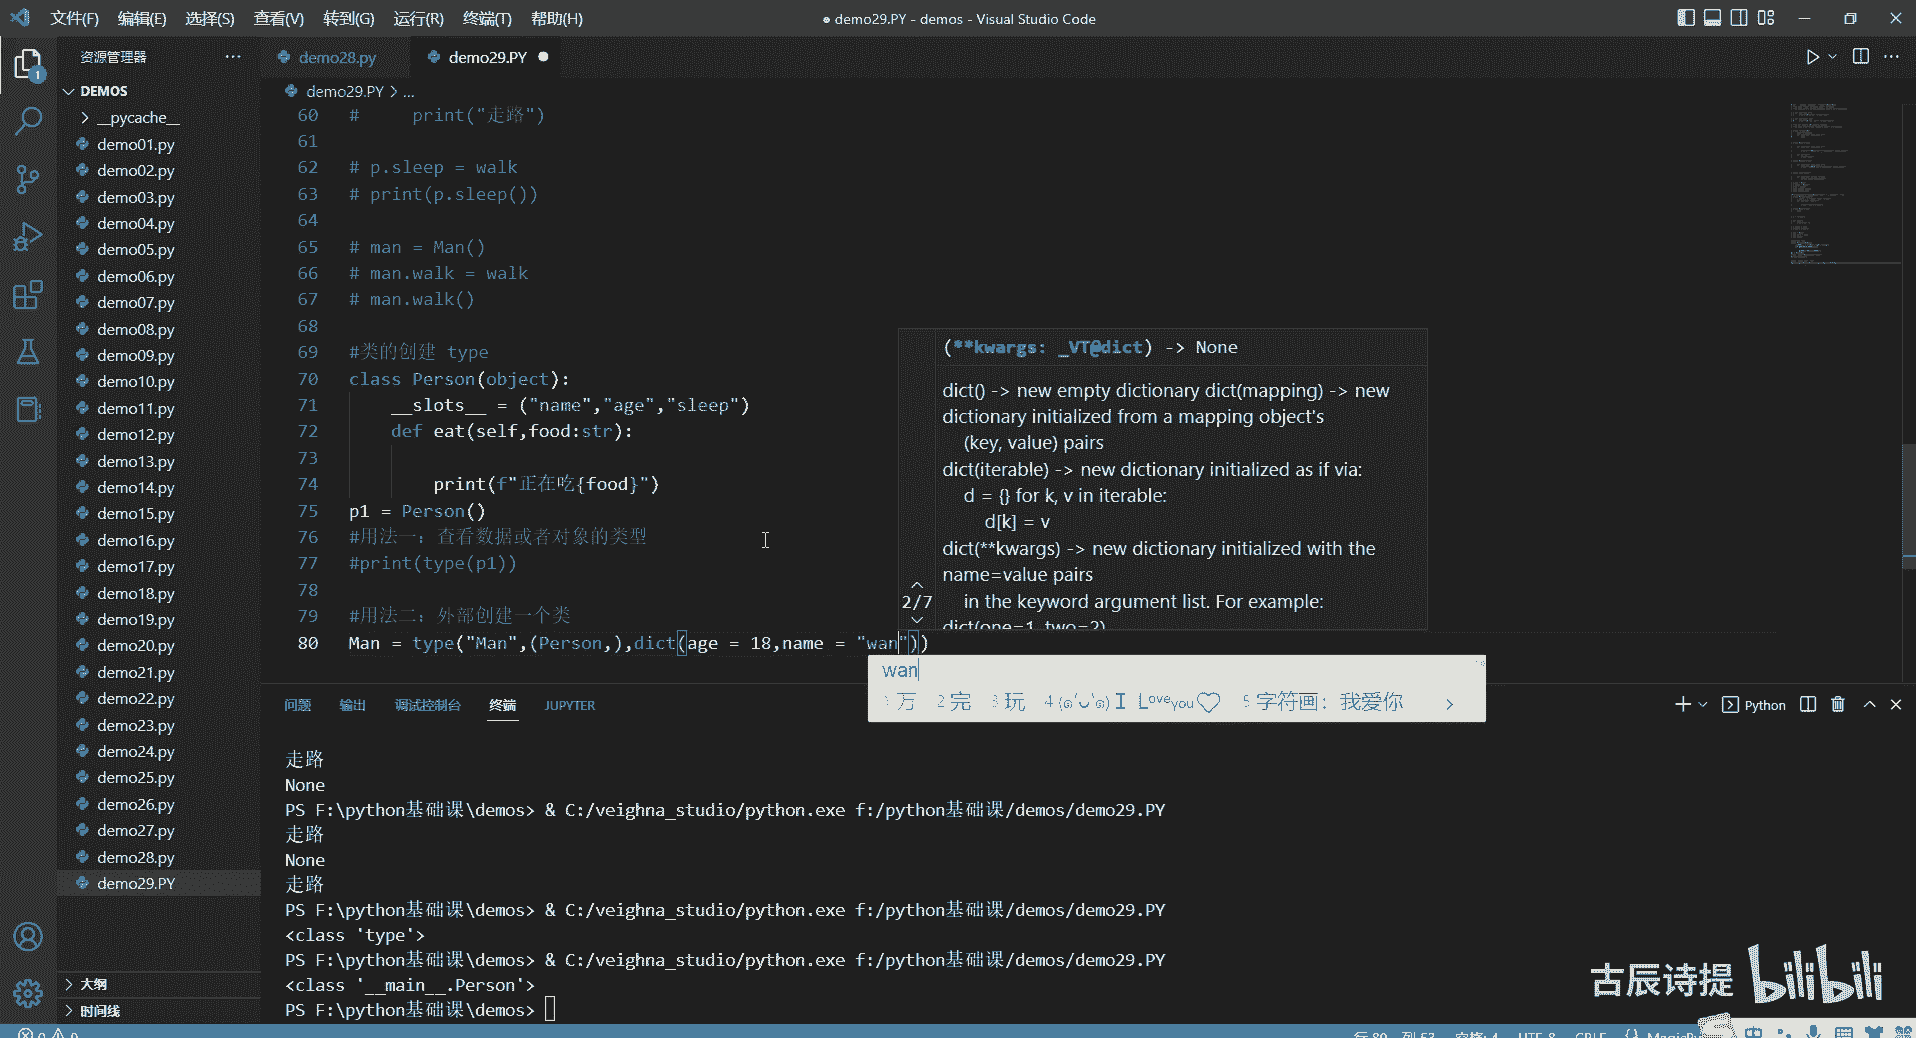 文件(F) 编辑(E) 选择(S) 查看(V) 转到(G) 运行(R) 终端(T) 帮助(H)
● demo29.PY - demos - Visual Studio Code
资源管理器 ...
demo28.py
demo29.PY ●
1
DEMOS
demo29.PY > ...
__pycache__
demo01.py
demo02.py
demo03.py
demo04.py
demo05.py
demo06.py
demo07.py
demo08.py
demo09.py
demo10.py
demo11.py
demo12.py
demo13.py
demo14.py
demo15.py
demo16.py
demo17.py
demo18.py
demo19.py
demo20.py
demo21.py
demo22.py
demo23.py
demo24.py
demo25.py
demo26.py
demo27.py
demo28.py
demo29.PY
大纲
时间线
60 #     print("走路")
61
62 # p.sleep = walk
63 # print(p.sleep())
64
65 # man = Man()
66 # man.walk = walk
67 # man.walk()
68
69 #类的创建 type
70 class Person(object):
71     __slots__ = ("name","age","sleep")
72     def eat(self,food:str):
73
74         print(f"正在吃{food}")
75 p1 = Person()
76 #用法一：查看数据或者对象的类型
77 #print(type(p1))
78
79 #用法二：外部创建一个类
80 Man = type("Man",(Person,),dict(age = 18,name = "wan"))
(**kwargs: _VT@dict) -> None
dict() -> new empty dictionary dict(mapping) -> new
dictionary initialized from a mapping object's
(key, value) pairs
dict(iterable) -> new dictionary initialized as if via:
d = {} for k, v in iterable:
d[k] = v
dict(**kwargs) -> new dictionary initialized with the
name=value pairs
in the keyword argument list. For example:
dict(one=1, two=2)
2/7
wan
1 万 2 完 3 玩 4 (ɷ'ᴗ'ɷ) I Love you♡ 5 字符画：我爱你 >
问题 输出 调试控制台 终端 JUPYTER
Python
走路
None
PS F:\python基础课\demos> & C:/veighna_studio/python.exe f:/python基础课/demos/demo29.PY
走路
None
走路
PS F:\python基础课\demos> & C:/veighna_studio/python.exe f:/python基础课/demos/demo29.PY
<class 'type'>
PS F:\python基础课\demos> & C:/veighna_studio/python.exe f:/python基础课/demos/demo29.PY
<class '__main__.Person'>
PS F:\python基础课\demos>
古辰诗提 bilibili